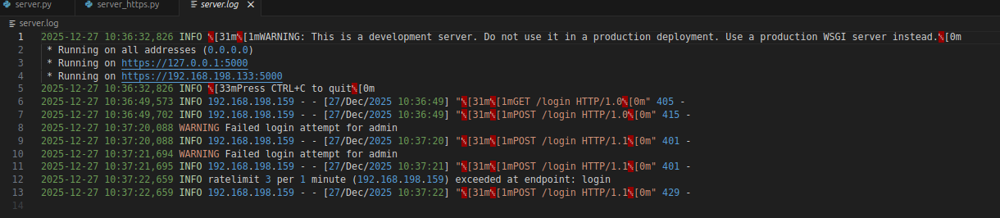 server.py server_https.py server.log
server.log
1 2025-12-27 10:36:32,826 INFO %[31m%[1mWARNING: This is a development server. Do not use it in a production deployment. Use a production WSGI server instead.%[0m
2 * Running on all addresses (0.0.0.0)
3 * Running on https://127.0.0.1:5000
4 * Running on https://192.168.198.133:5000
5 2025-12-27 10:36:32,826 INFO %[33mPress CTRL+C to quit%[0m
6 2025-12-27 10:36:49,573 INFO 192.168.198.159 - - [27/Dec/2025 10:36:49] "%[31m%[1mGET /login HTTP/1.0%[0m" 405 -
7 2025-12-27 10:36:49,702 INFO 192.168.198.159 - - [27/Dec/2025 10:36:49] "%[31m%[1mPOST /login HTTP/1.0%[0m" 415 -
8 2025-12-27 10:37:20,088 WARNING Failed login attempt for admin
9 2025-12-27 10:37:20,088 INFO 192.168.198.159 - - [27/Dec/2025 10:37:20] "%[31m%[1mPOST /login HTTP/1.1%[0m" 401 -
10 2025-12-27 10:37:21,694 WARNING Failed login attempt for admin
11 2025-12-27 10:37:21,695 INFO 192.168.198.159 - - [27/Dec/2025 10:37:21] "%[31m%[1mPOST /login HTTP/1.1%[0m" 401 -
12 2025-12-27 10:37:22,659 INFO ratelimit 3 per 1 minute (192.168.198.159) exceeded at endpoint: login
13 2025-12-27 10:37:22,659 INFO 192.168.198.159 - - [27/Dec/2025 10:37:22] "%[31m%[1mPOST /login HTTP/1.1%[0m" 429 -
14